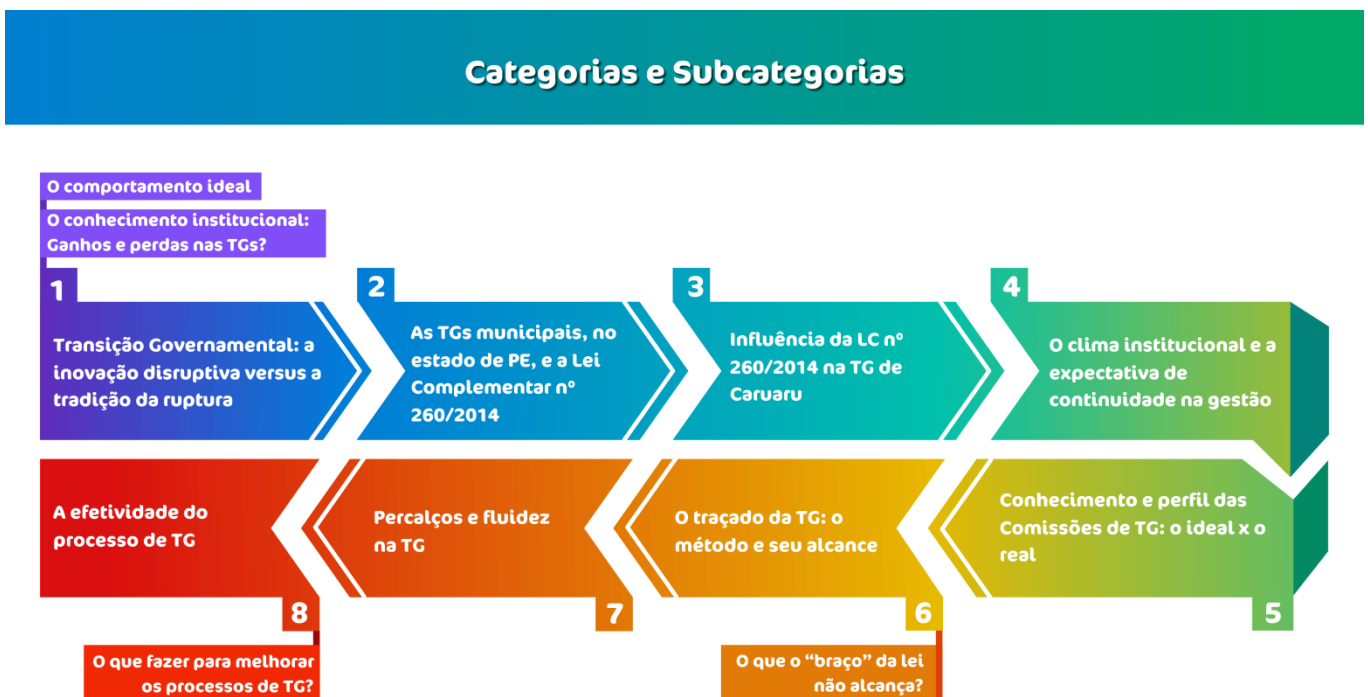 Categorias e Subcategorias
O comportamento ideal
O conhecimento institucional:
Ganhos e perdas nas TGs?
1
Transição Governamental: a
inovação disruptiva versus a
tradição da ruptura
2
As TGs municipais, no
estado de PE, e a Lei
Complementar nº
260/2014
3
Influência da LC nº
260/2014 na TG de
Caruaru
4
O clima institucional e a
expectativa de
continuidade na gestão
Conhecimento e perfil das
Comissões de TG: o ideal x o
real
5
O traçado da TG: o
método e seu alcance
6
O que o “braço” da lei
não alcança?
Percalços e fluidez
na TG
7
A efetividade do
processo de TG
8
O que fazer para melhorar
os processos de TG?